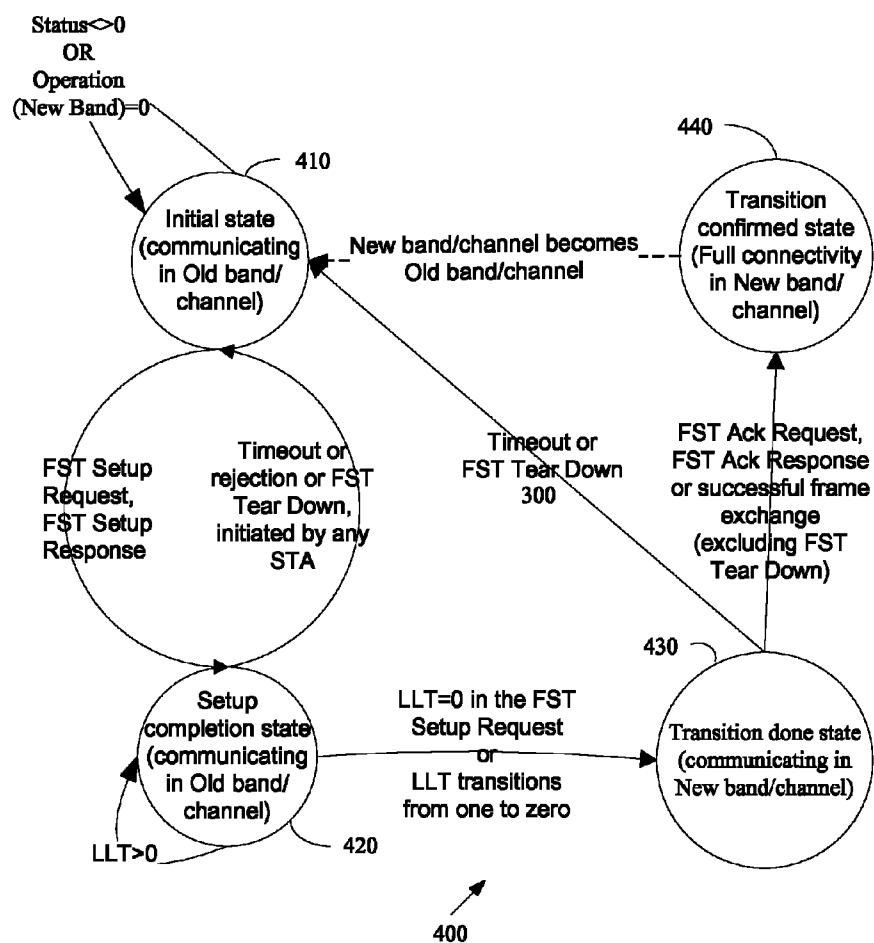 Status<>0
OR
Operation
(New Band)=0
410
440
Initial state
(communicating
in Old band/
channel)
New band/channel becomes
Old band/channel
Transition
confirmed state
(Full connectivity
in New band/
channel)
FST Setup
Request,
FST Setup
Response
Timeout or
rejection or FST
Tear Down,
initiated by any
STA
Timeout or
FST Tear Down
300
FST Ack Request,
FST Ack Response
or successful frame
exchange
(excluding FST
Tear Down)
430
Setup
completion state
(communicating
in Old band/
channel)
LLT=0 in the FST
Setup Request
or
LLT transitions
from one to zero
Transition done state
(communicating in
New band/channel)
LLT>0
420
400